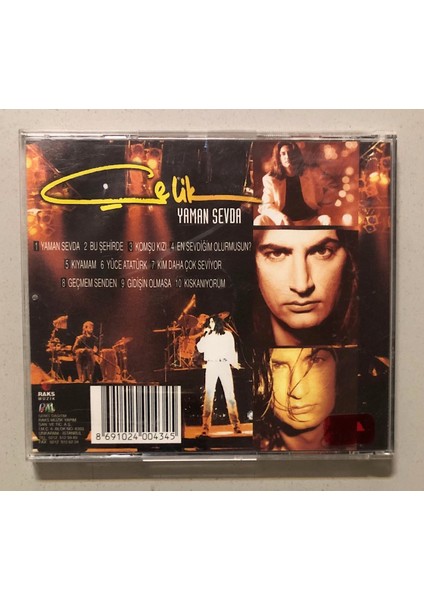 Çelik
YAMAN SEVDA
1 YAMAN SEVDA 2 BU ŞEHİRDE 3 KOMŞU KIZI 4 EN SEVDİĞİM OLURMUSUN?
5 KIYAMAM 6 YÜCE ATATÜRK 7 KİM DAHA ÇOK SEVİYOR
8 GEÇMEM SENDEN 9 GİDİŞİN OLMASA 10 KISKANIYORUM
RAKS
MÜZİK
8 691024 004345